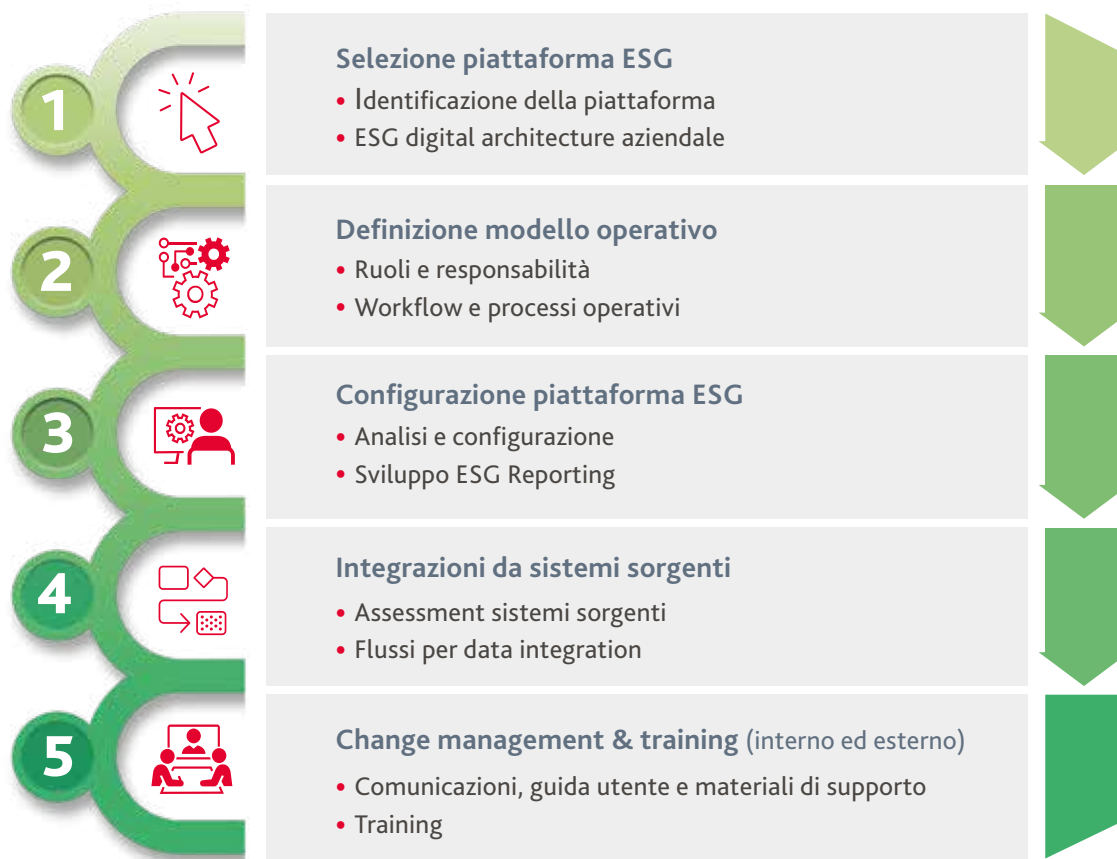 1
Selezione piattaforma ESG
• Identificazione della piattaforma
• ESG digital architecture aziendale
2
Definizione modello operativo
• Ruoli e responsabilità
• Workflow e processi operativi
3
Configurazione piattaforma ESG
• Analisi e configurazione
• Sviluppo ESG Reporting
4
Integrazioni da sistemi sorgenti
• Assessment sistemi sorgenti
• Flussi per data integration
5
Change management & training (interno ed esterno)
• Comunicazioni, guida utente e materiali di supporto
• Training